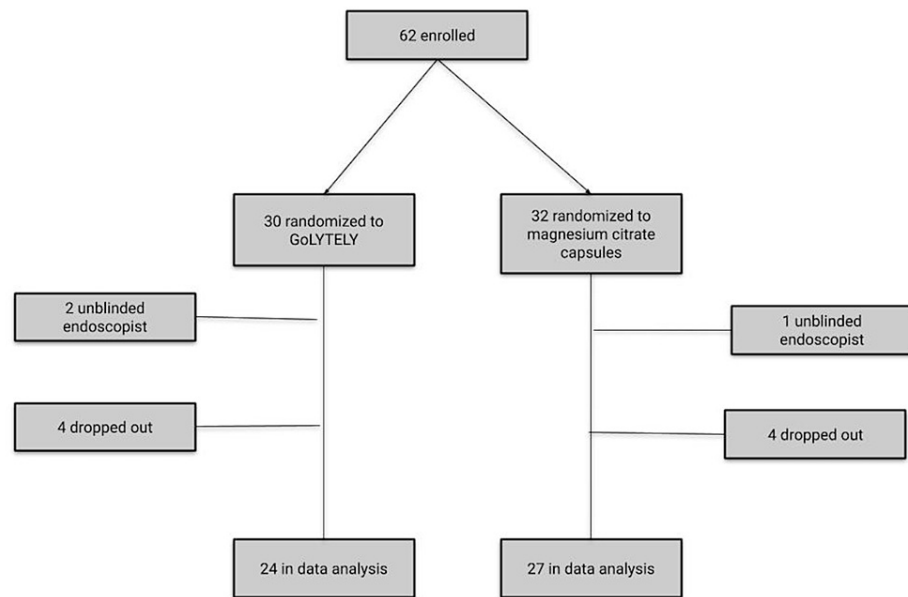 62 enrolled
30 randomized to
GoLYTELY
32 randomized to
magnesium citrate
capsules
2 unblinded
endoscopist
1 unblinded
endoscopist
4 dropped out
4 dropped out
24 in data analysis
27 in data analysis